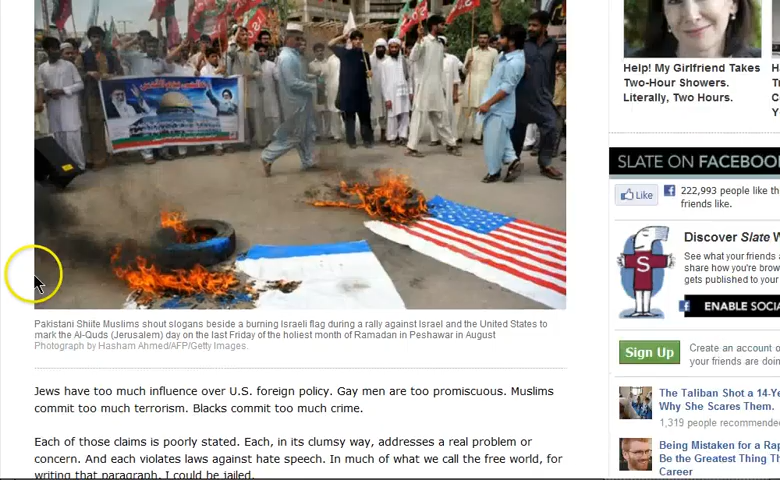 Help! My Girlfriend Takes
Two-Hour Showers.
Literally, Two Hours.
SLATE ON FACEBOO
Like
222,993 people like th
friends like.
Discover Slate W
See what your frien
share how you're brow
gets published to your
ENABLE SOCI
Sign Up
Create an account o
your friends are doin
The Taliban Shot a 14-Ye
Why She Scares Them.
1,319 people recommende
Being Mistaken for a Rap
Be the Greatest Thing Th
Career
Pakistani Shiite Muslims shout slogans beside a burning Israeli flag during a rally against Israel and the United States to
mark the Al-Quds (Jerusalem) day on the last Friday of the holiest month of Ramadan in Peshawar in August
Photograph by Hasham Ahmed/AFP/Getty Images.
Jews have too much influence over U.S. foreign policy. Gay men are too promiscuous. Muslims
commit too much terrorism. Blacks commit too much crime.
Each of those claims is poorly stated. Each, in its clumsy way, addresses a real problem or
concern. And each violates laws against hate speech. In much of what we call the free world, for
writing that paragraph, I could be jailed.